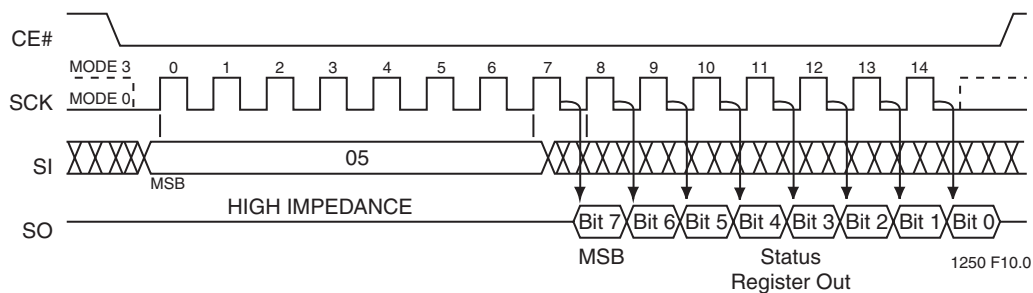 CE#
MODE 3
0 1 2 3 4 5 6 7 8 9 10 11 12 13 14
SCK
MODE 0
SI
05
MSB
HIGH IMPEDANCE
SO
Bit 7 Bit 6 Bit 5 Bit 4 Bit 3 Bit 2 Bit 1 Bit 0
MSB
Status
Register Out
1250 F10.0